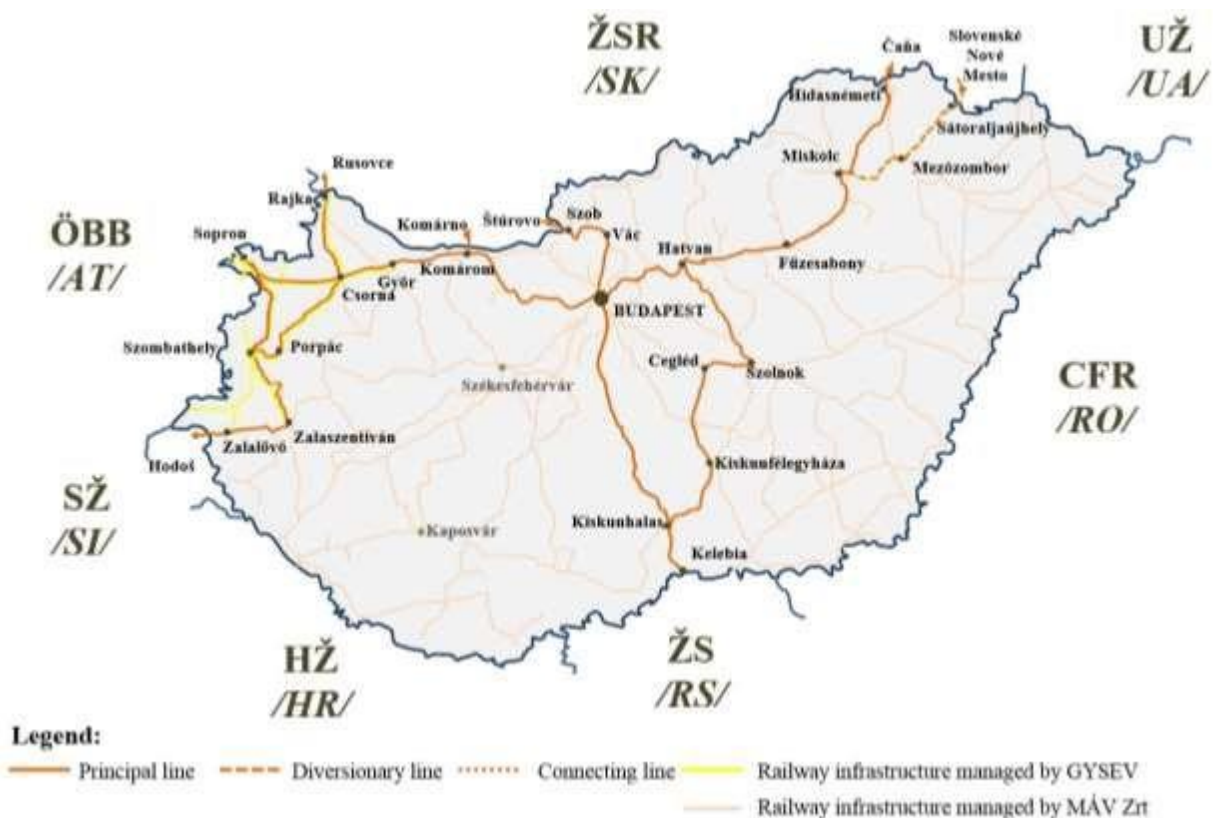 ŽSR
/SK/
Čaňa
Slovenské
Nové
Mesto
UŽ
/UA/
Hidasnémeti
Sátoraljaújhely
Miskolc
Mezőzombor
Rusovce
Rajka
Komárno
Štúrovo
Szob
Vác
Hatvan
Füzesabony
ÖBB
/AT/
Sopron
Csorna
Győr
Komárom
BUDAPEST
Szombathely
Porpác
Székesfehérvár
Cegléd
Szolnok
CFR
/RO/
Zalalövő
Zalaszentiván
Hodoš
Kiskunfélegyháza
SŽ
/SI/
Kaposvár
Kiskunhalas
Kelebia
HŽ
/HR/
ŽS
/RS/
Legend:
Principal line
Diversionary line
Connecting line
Railway infrastructure managed by GYSEV
Railway infrastructure managed by MÁV Zrt